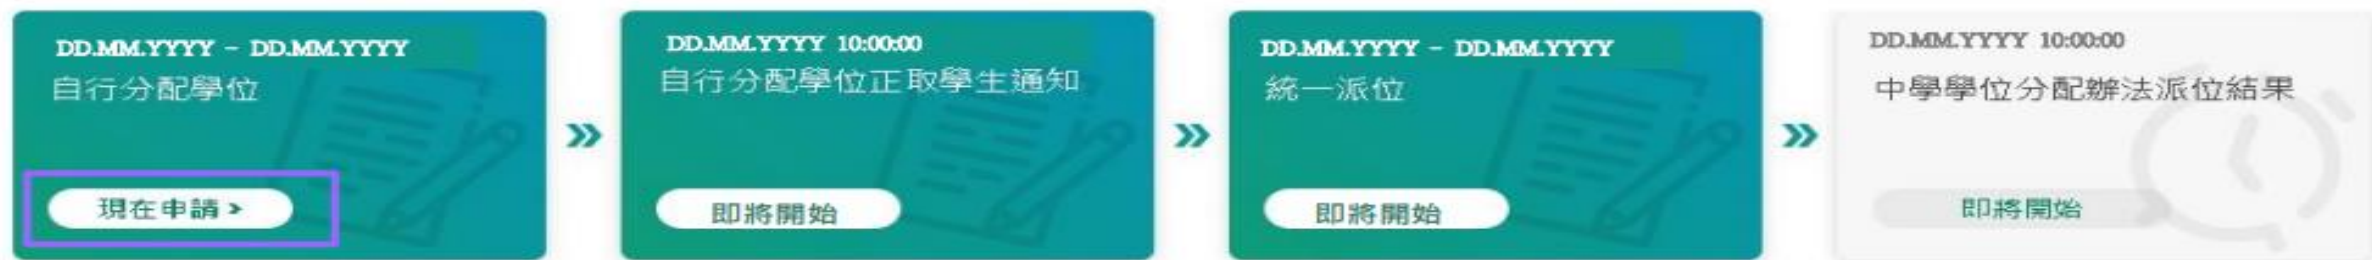 DD.MM.YYYY - DD.MM.YYYY
自行分配學位
現在申請 >
DD.MM.YYYY 10:00:00
自行分配學位正取學生通知
即將開始
DD.MM.YYYY - DD.MM.YYYY
統一派位
即將開始
DD.MM.YYYY 10:00:00
中學學位分配辦法派位結果
即將開始